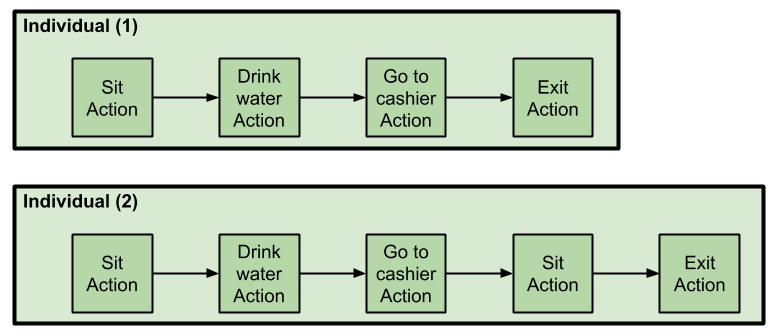 Individual (1)
Sit
Action
Drink
water
Action
Go to
cashier
Action
Exit
Action
Individual (2)
Sit
Action
Drink
water
Action
Go to
cashier
Action
Sit
Action
Exit
Action